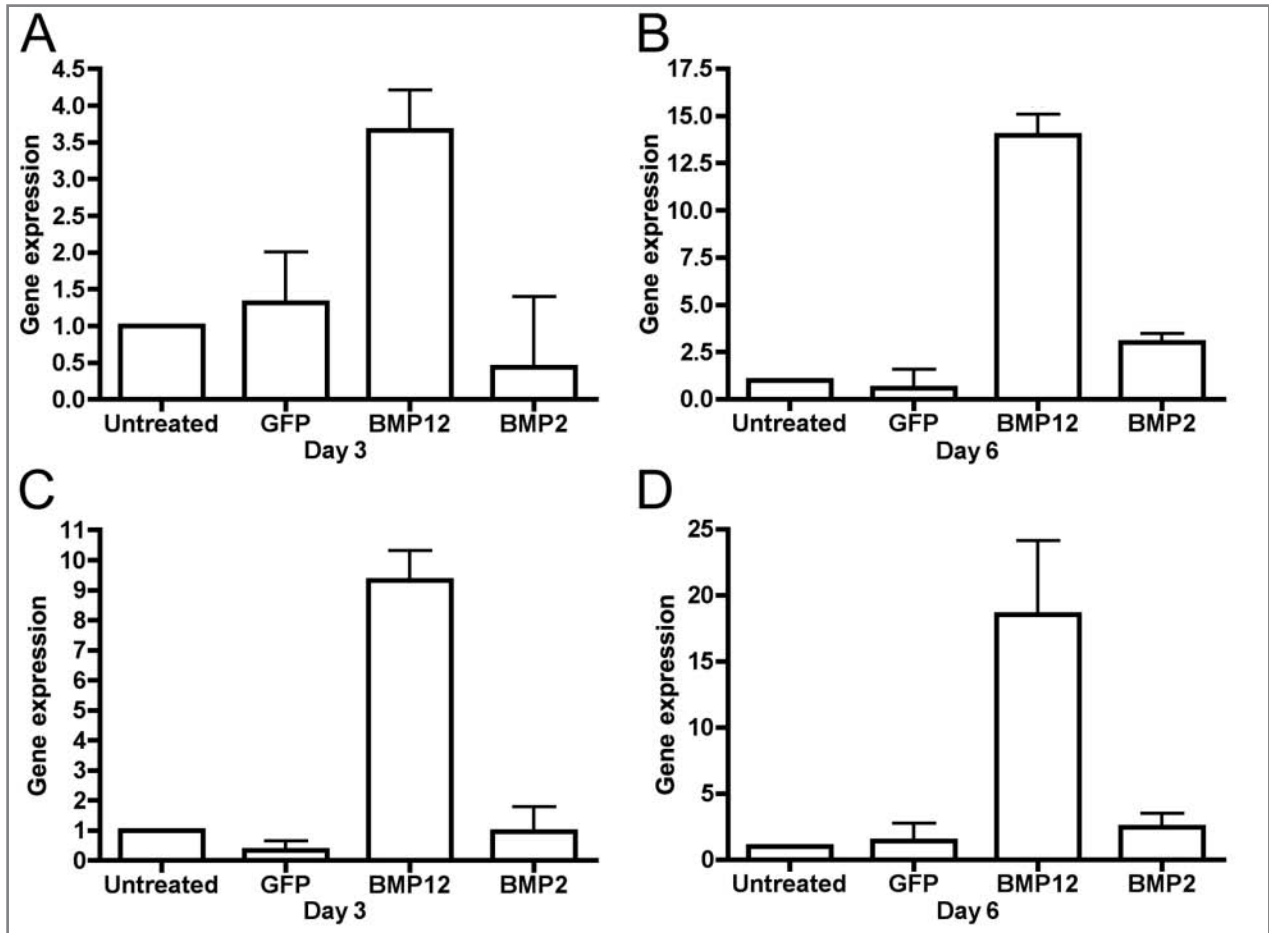 A
Gene expression
4.5
4.0
3.5
3.0
2.5
2.0
1.5
1.0
0.5
0.0
Untreated GFP BMP12 BMP2
Day 3
B
Gene expression
17.5
15.0
12.5
10.0
7.5
5.0
2.5
0.0
Untreated GFP BMP12 BMP2
Day 6
C
Gene expression
11
10
9
8
7
6
5
4
3
2
1
0
Untreated GFP BMP12 BMP2
Day 3
D
Gene expression
25
20
15
10
5
0
Untreated GFP BMP12 BMP2
Day 6